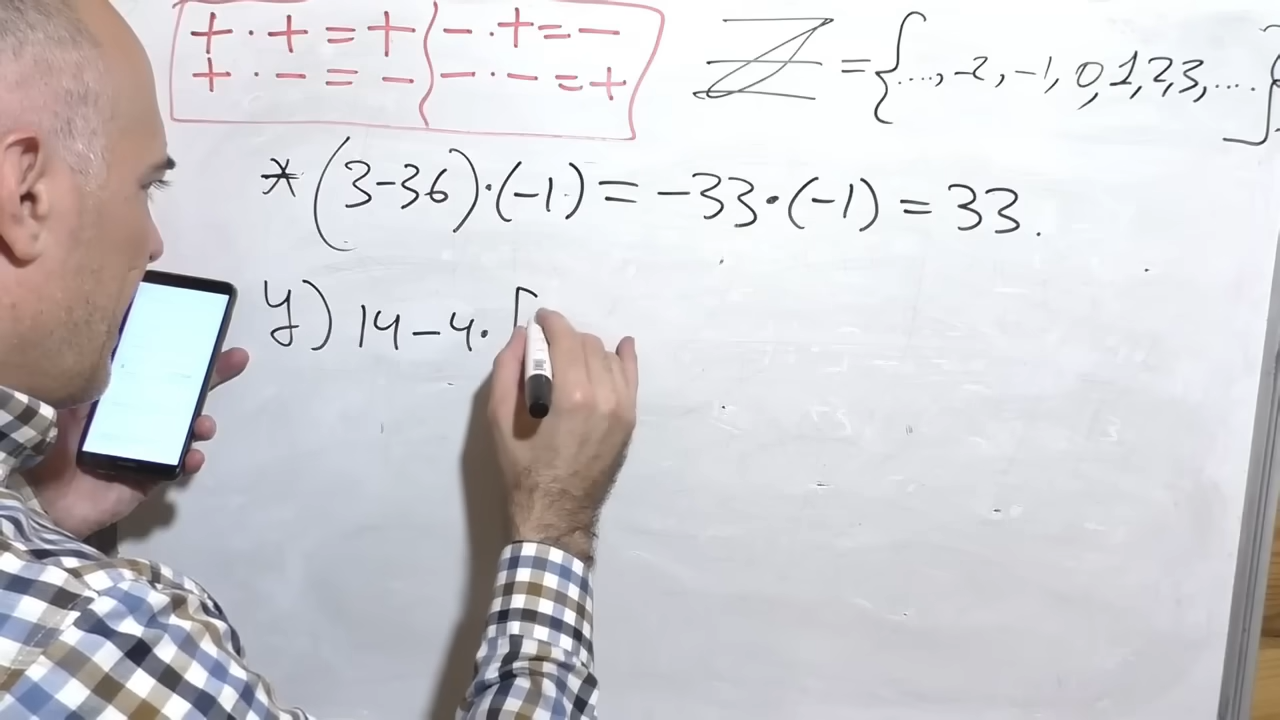 + · + = + − · + = −
+ · − = − − · − = +
ℤ = {..., -2, -1, 0, 1, 2, 3, ....}
* (3-36)·(-1) = -33·(-1) = 33.
y) 14-4·[